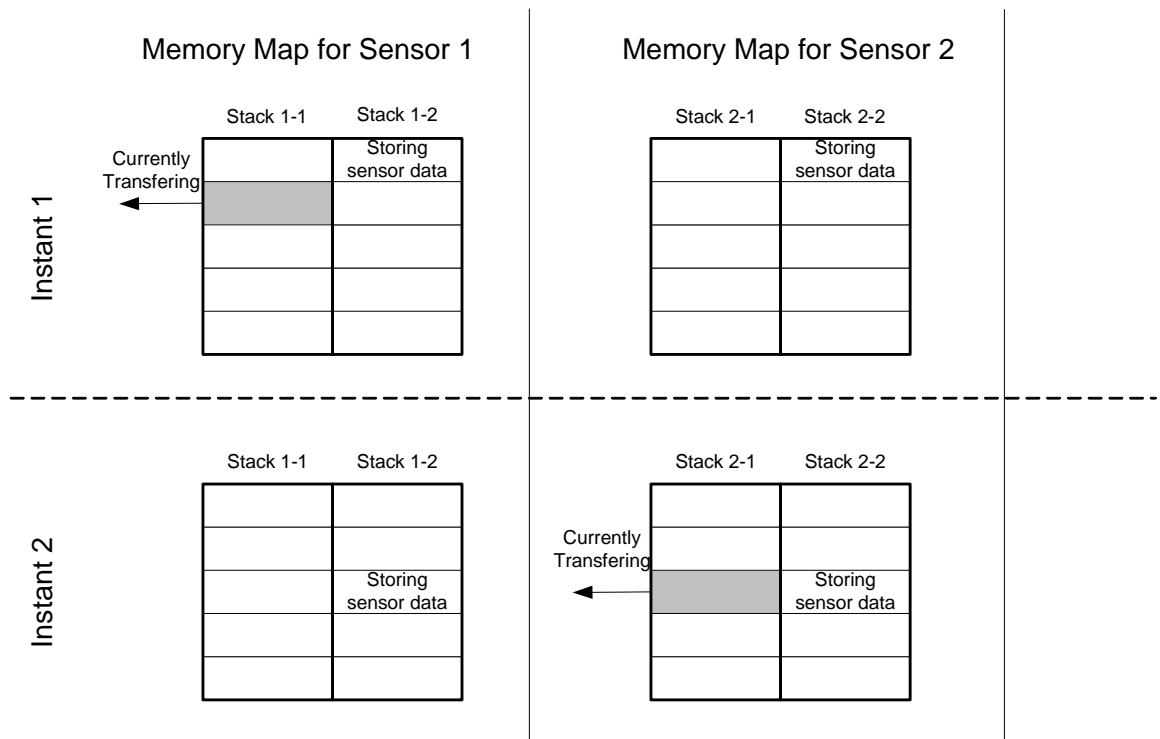 Memory Map for Sensor 1
Memory Map for Sensor 2
Instant 1
Stack 1-1
Stack 1-2
Currently
Transfering
Storing
sensor data
Stack 2-1
Stack 2-2
Storing
sensor data
Instant 2
Stack 1-1
Stack 1-2
Storing
sensor data
Stack 2-1
Stack 2-2
Currently
Transfering
Storing
sensor data